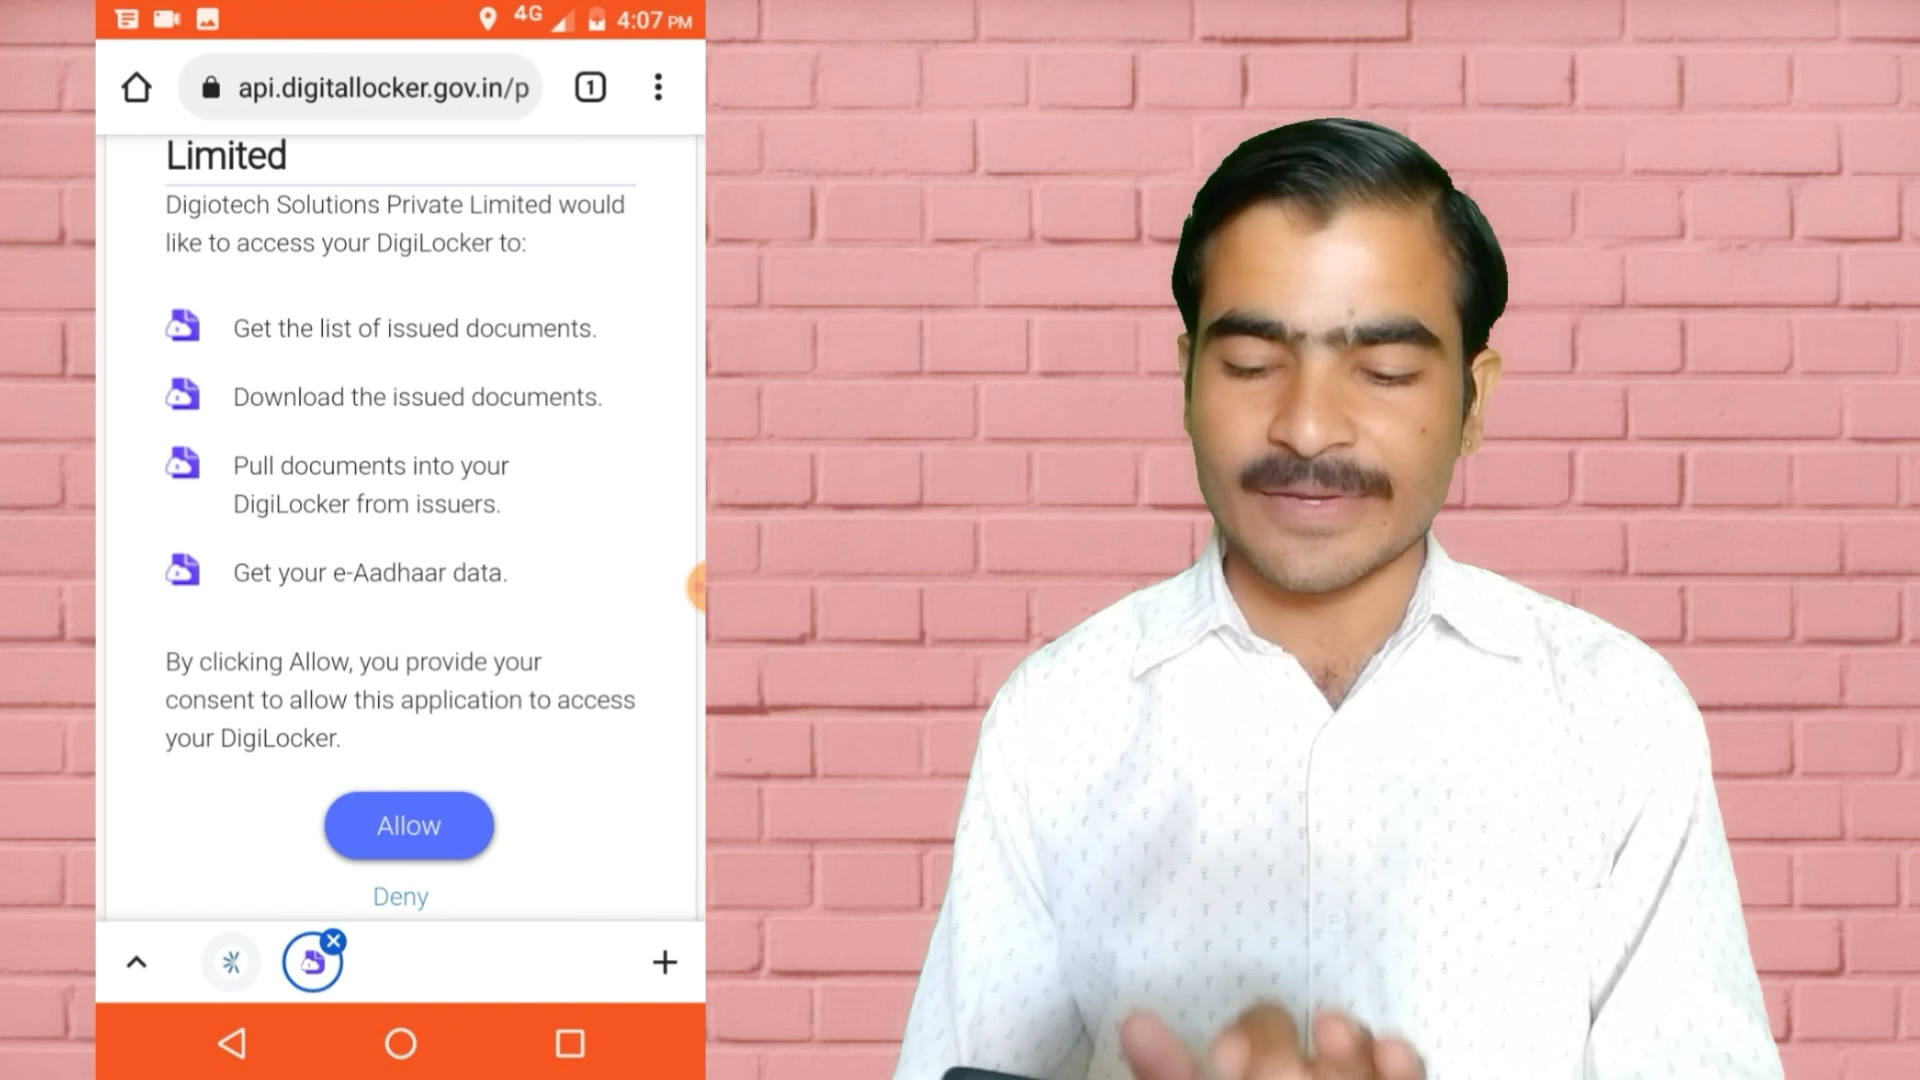 4G 4:07 PM
api.digitallocker.gov.in/p 1
Limited
Digiotech Solutions Private Limited would
like to access your DigiLocker to:
Get the list of issued documents.
Download the issued documents.
Pull documents into your
DigiLocker from issuers.
Get your e-Aadhaar data.
By clicking Allow, you provide your
consent to allow this application to access
your DigiLocker.
Allow
Deny